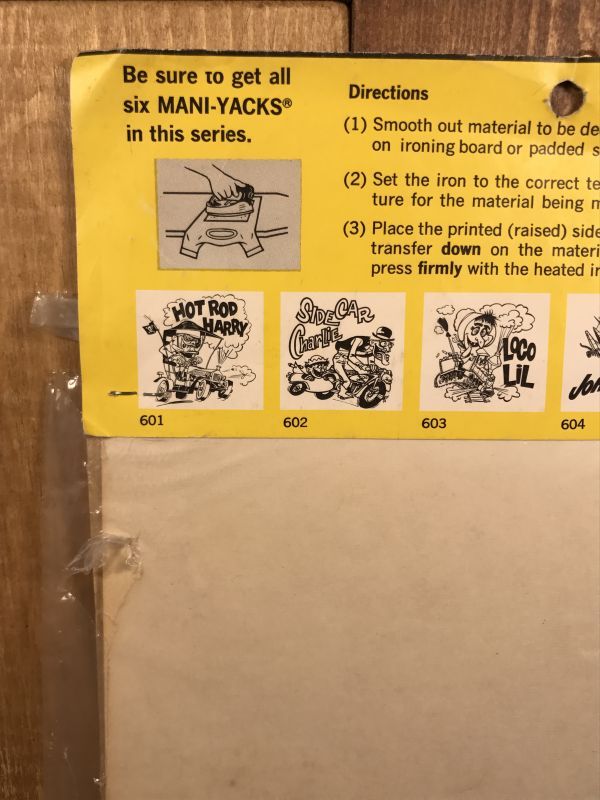 Be sure to get all
six MANI-YACKS®
in this series.
Directions
(1) Smooth out material to be de
on ironing board or padded s
(2) Set the iron to the correct te
ture for the material being m
(3) Place the printed (raised) side
transfer down on the materi
press firmly with the heated ir
HOT ROD
HARRY
SIDE CAR
Charlie
LOCO
LIL
601
602
603
604